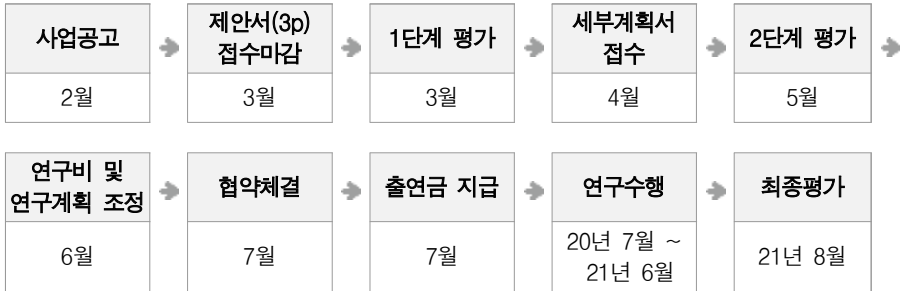 사업공고
2월
제안서(3p)
접수마감
3월
1단계 평가
3월
세부계획서
접수
4월
2단계 평가
5월
연구비 및
연구계획 조정
6월
협약체결
7월
출연금 지급
7월
연구수행
20년 7월 ~
21년 6월
최종평가
21년 8월